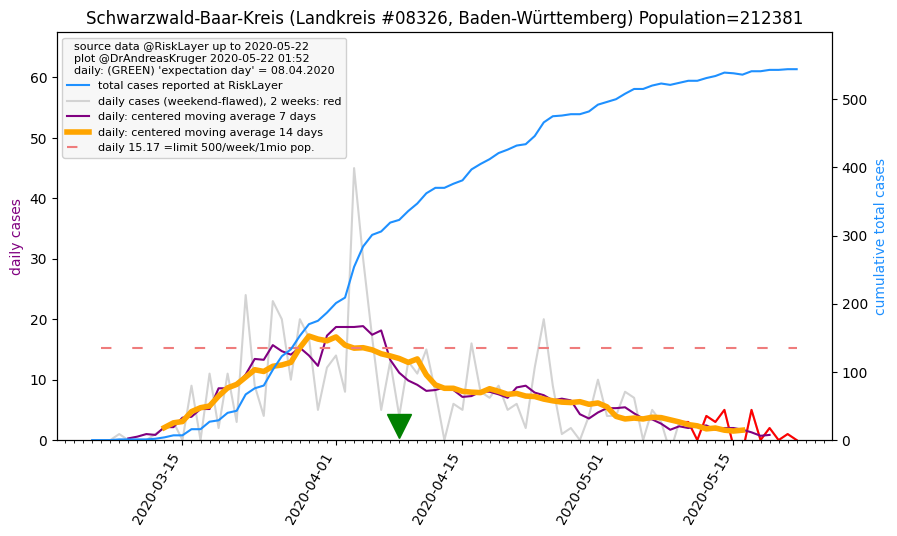 Schwarzwald-Baar-Kreis (Landkreis #08326, Baden-Württemberg) Population=212381
source data @RiskLayer up to 2020-05-22
plot @DrAndreasKruger 2020-05-22 01:52
daily: (GREEN) 'expectation day' = 08.04.2020
total cases reported at RiskLayer
daily cases (weekend-flawed), 2 weeks: red
daily: centered moving average 7 days
daily: centered moving average 14 days
daily 15.17 =limit 500/week/1mio pop.
daily cases
60
50
40
30
20
10
0
cumulative total cases
500
400
300
200
100
0
2020-03-15
2020-04-01
2020-04-15
2020-05-01
2020-05-15